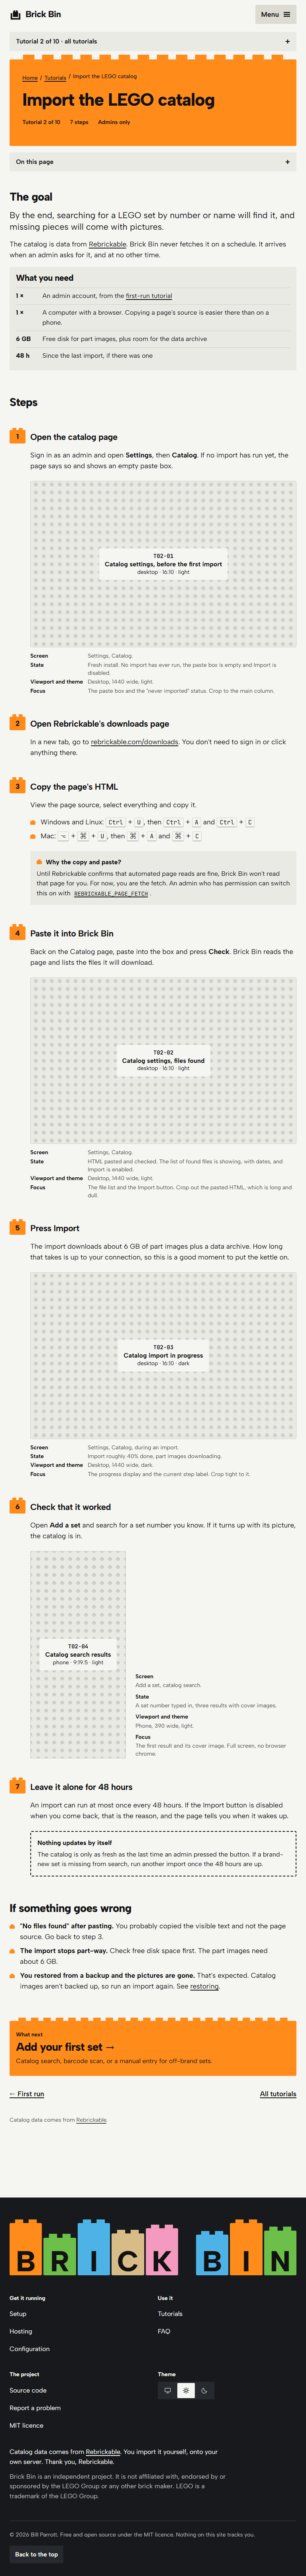 Brick Bin
Menu
Tutorial 2 of 10 · all tutorials
+
Home / Tutorials / Import the LEGO catalog
Import the LEGO catalog
Tutorial 2 of 10 7 steps Admins only
On this page
+
The goal
By the end, searching for a LEGO set by number or name will find it, and
missing pieces will come with pictures.
The catalog is data from Rebrickable. Brick Bin never fetches it on a schedule. It arrives
when an admin asks for it, and at no other time.
What you need
1 × An admin account, from the first-run tutorial
1 × A computer with a browser. Copying a page's source is easier there than on a
phone.
6 GB Free disk for part images, plus room for the data archive
48 h Since the last import, if there was one
Steps
1 Open the catalog page
Sign in as an admin and open Settings, then Catalog. If no import has run yet, the
page says so and shows an empty paste box.
T02-01
Catalog settings, before the first import
desktop · 16:10 · light
Screen Settings, Catalog.
State Fresh install. No import has ever run, the paste box is empty and Import is
disabled.
Viewport and theme Desktop, 1440 wide, light.
Focus The paste box and the "never imported" status. Crop to the main column.
2 Open Rebrickable's downloads page
In a new tab, go to rebrickable.com/downloads. You don't need to sign in or click
anything there.
3 Copy the page's HTML
View the page source, select everything and copy it.
Windows and Linux: Ctrl + U, then Ctrl + A and Ctrl + C
Mac: ⌥ + ⌘ + U, then ⌘ + A and ⌘ + C
Why the copy and paste?
Until Rebrickable confirms that automated page reads are fine, Brick Bin won't read
that page for you. For now, you are the fetch. An admin who has permission can switch
this on with REBRICKABLE_PAGE_FETCH.
4 Paste it into Brick Bin
Back on the Catalog page, paste into the box and press Check. Brick Bin reads the
page and lists the files it will download.
T02-02
Catalog settings, files found
desktop · 16:10 · light
Screen Settings, Catalog.
State HTML pasted and checked. The list of found files is showing, with dates, and
Import is enabled.
Viewport and theme Desktop, 1440 wide, light.
Focus The file list and the Import button. Crop out the pasted HTML, which is long and
dull.
5 Press Import
The import downloads about 6 GB of part images plus a data archive. How long
that takes is up to your connection, so this is a good moment to put the kettle on.
T02-03
Catalog import in progress
desktop · 16:10 · dark
Screen Settings, Catalog, during an import.
State Import roughly 40% done, part images downloading.
Viewport and theme Desktop, 1440 wide, dark.
Focus The progress display and the current step label. Crop tight to it.
6 Check that it worked
Open Add a set and search for a set number you know. If it turns up with its picture,
the catalog is in.
T02-04
Catalog search results
phone · 9:19.5 · light
Screen
Add a set, catalog search.
State
A set number typed in, three results with cover images.
Viewport and theme
Phone, 390 wide, light.
Focus
The first result and its cover image. Full screen, no browser
chrome.
7 Leave it alone for 48 hours
An import can run at most once every 48 hours. If the Import button is disabled
when you come back, that is the reason, and the page tells you when it wakes up.
Nothing updates by itself
The catalog is only as fresh as the last time an admin pressed the button. If a brand-
new set is missing from search, run another import once the 48 hours are up.
If something goes wrong
"No files found" after pasting. You probably copied the visible text and not the page
source. Go back to step 3.
The import stops part-way. Check free disk space first. The part images need
about 6 GB.
You restored from a backup and the pictures are gone. That's expected. Catalog
images aren't backed up, so run an import again. See restoring.
What next
Add your first set →
Catalog search, barcode scan, or a manual entry for off-brand sets.
← First run
All tutorials
Catalog data comes from Rebrickable.
BRICK BIN
Get it running
Setup
Hosting
Configuration
Use it
Tutorials
FAQ
The project
Source code
Report a problem
MIT licence
Theme
Catalog data comes from Rebrickable. You import it yourself, onto your
own server. Thank you, Rebrickable.
Brick Bin is an independent project. It is not affiliated with, endorsed by or
sponsored by the LEGO Group or any other brick maker. LEGO is a
trademark of the LEGO Group.
© 2026 Bill Parrott. Free and open source under the MIT licence. Nothing on this site tracks you.
Back to the top